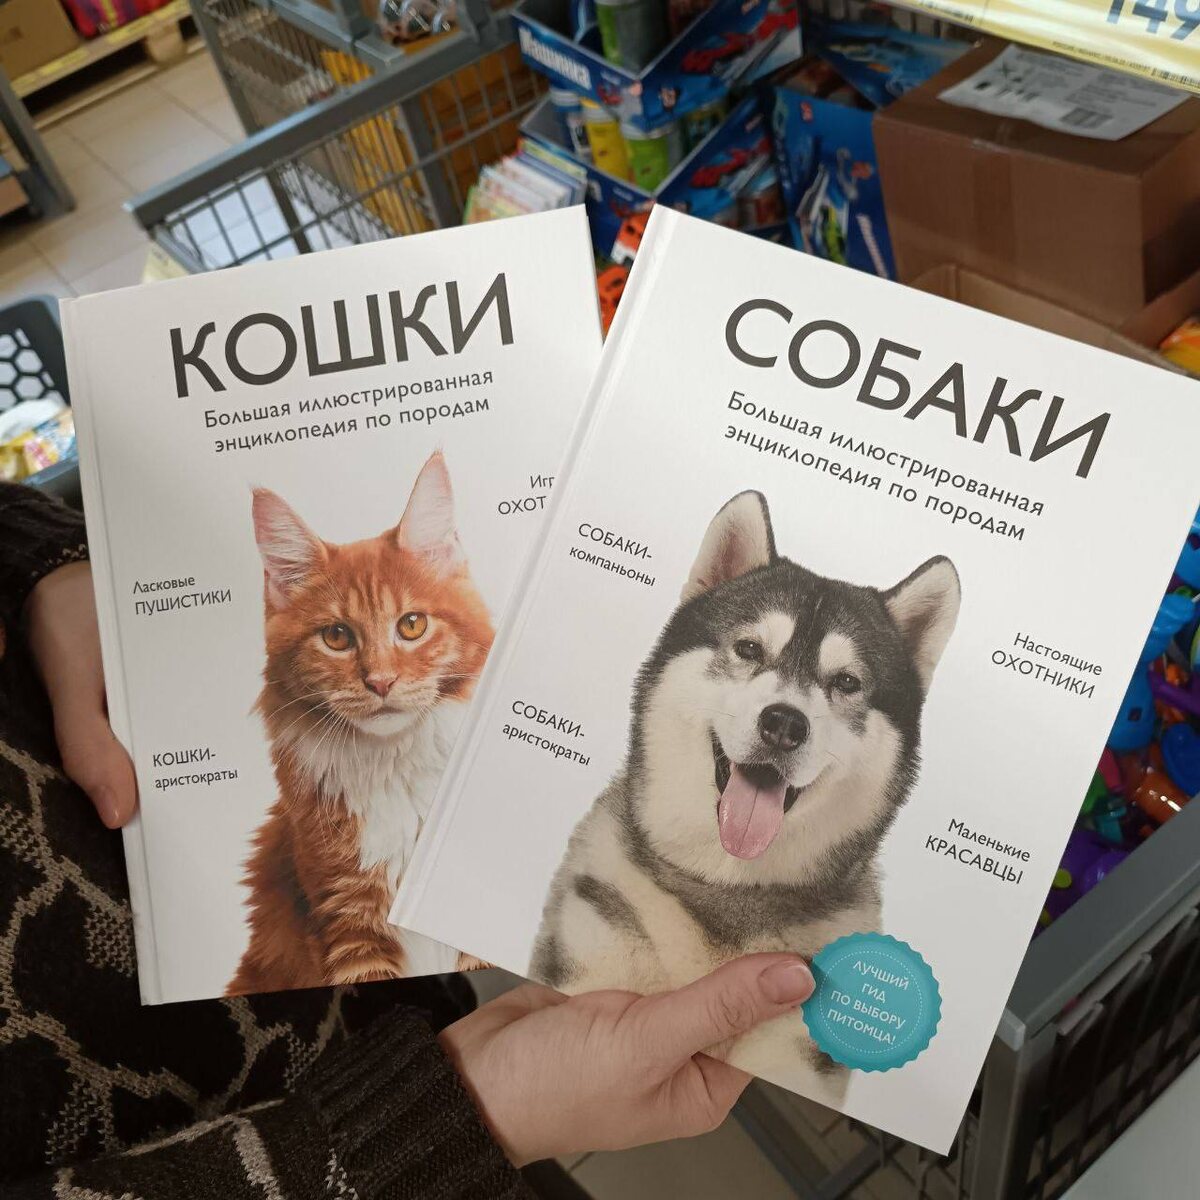 149
Машинка
КОШКИ
Большая иллюстрированная
энциклопедия по породам
Ласковые
ПУШИСТИКИ
КОШКИ-
аристократы
СОБАКИ
Большая иллюстрированная
энциклопедия по породам
СОБАКИ-
компаньоны
Настоящие
ОХОТНИКИ
СОБАКИ-
аристократы
Маленькие
КРАСАВЦЫ
ЛУЧШИЙ
ГИД
ПО ВЫБОРУ
ПИТОМЦА!